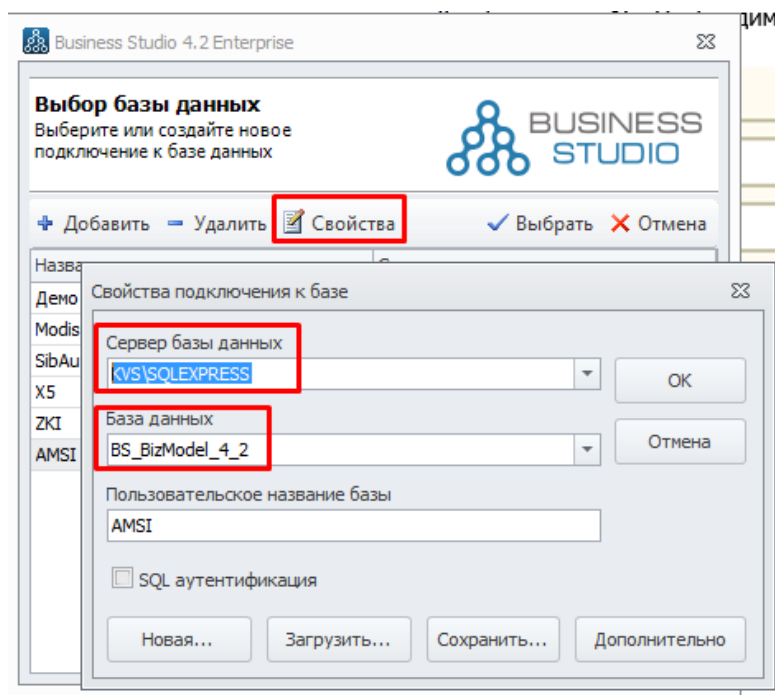 Business Studio 4.2 Enterprise
Выбор базы данных
Выберите или создайте новое
подключение к базе данных
BUSINESS
STUDIO
Добавить Удалить Свойства Выбрать Отмена
Назва
Демо
Modis
SibAu
X5
ZKI
AMSI
Свойства подключения к базе
Сервер базы данных
KVS\SQLEXPRESS
OK
База данных
BS_BizModel_4_2
Отмена
Пользовательское название базы
AMSI
SQL аутентификация
Новая... Загрузить... Сохранить... Дополнительно